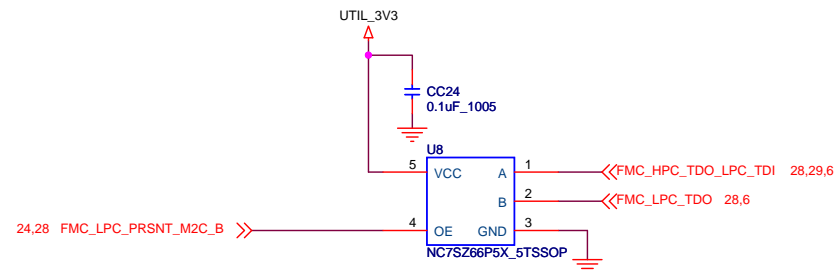 UTIL_3V3
CC24
0.1uF_1005
U8
5 VCC A 1 FMC_HPC_TDO_LPC_TDI 28,29,6
B 2 FMC_LPC_TDO 28,6
24,28 FMC_LPC_PRSNT_M2C_B 4 OE GND 3
NC7SZ66P5X_5TSSOP